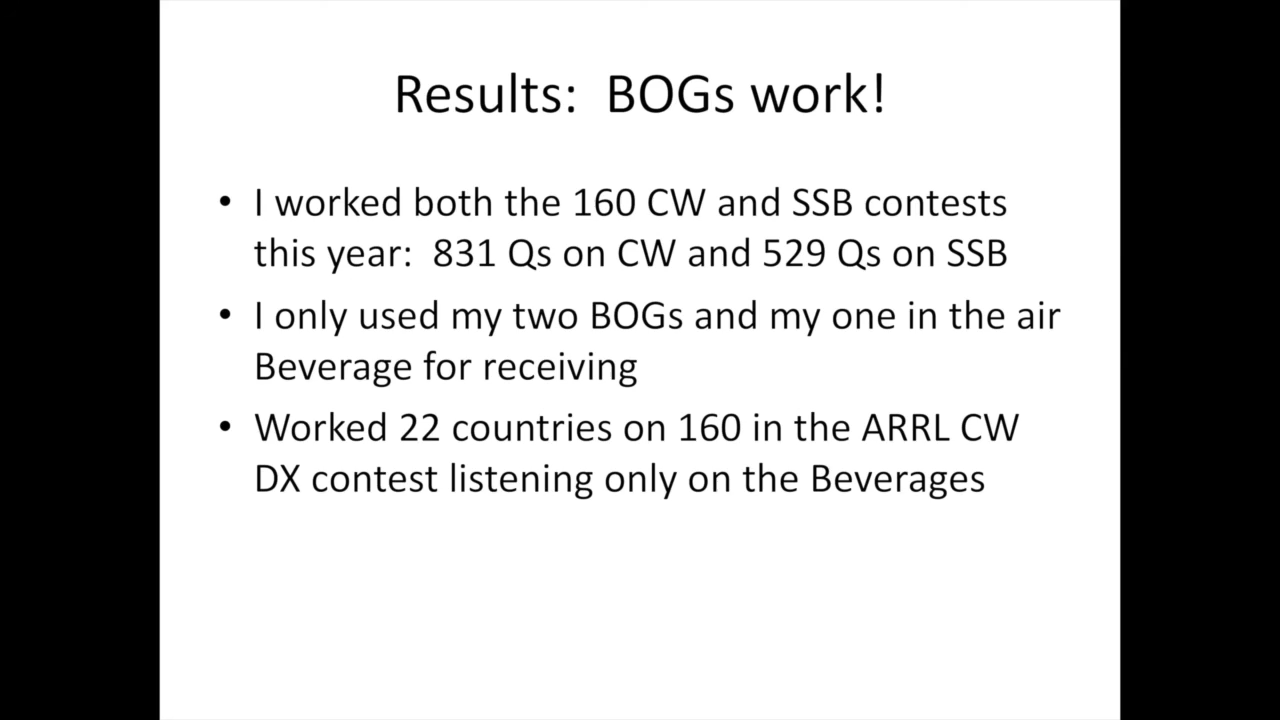 Results:  BOGs work!
• I worked both the 160 CW and SSB contests
this year:  831 Qs on CW and 529 Qs on SSB
• I only used my two BOGs and my one in the air
Beverage for receiving
• Worked 22 countries on 160 in the ARRL CW
DX contest listening only on the Beverages